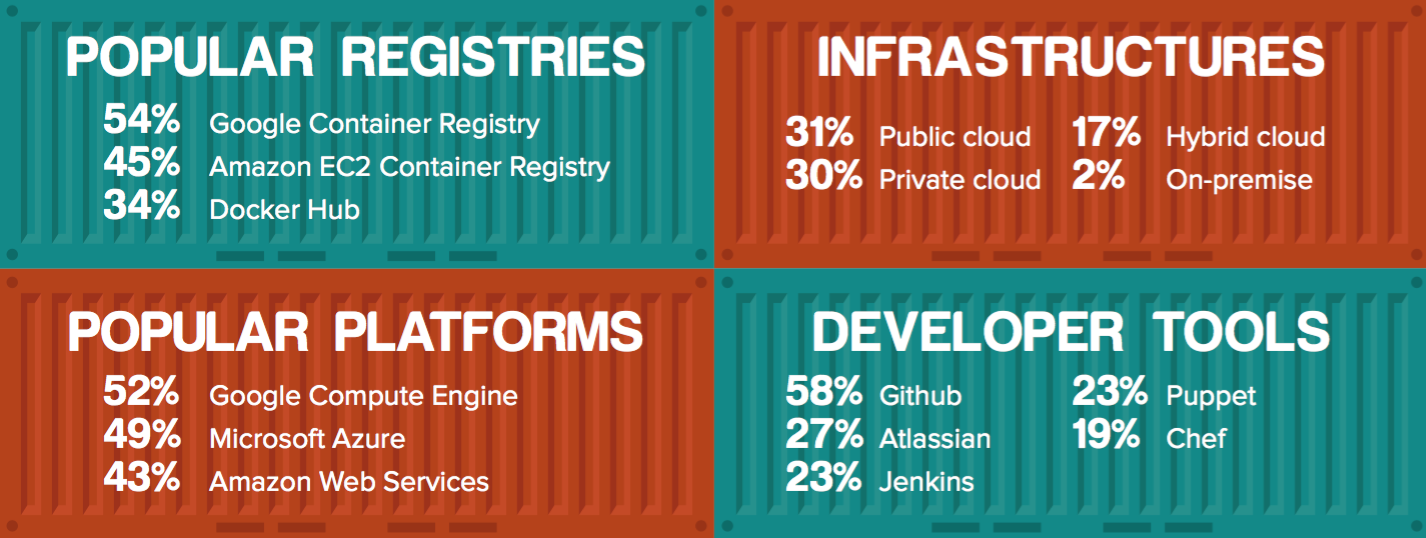 POPULAR REGISTRIES
54% Google Container Registry
45% Amazon EC2 Container Registry
34% Docker Hub
INFRASTRUCTURES
31% Public cloud 17% Hybrid cloud
30% Private cloud 2% On-premise
POPULAR PLATFORMS
52% Google Compute Engine
49% Microsoft Azure
43% Amazon Web Services
DEVELOPER TOOLS
58% Github 23% Puppet
27% Atlassian 19% Chef
23% Jenkins